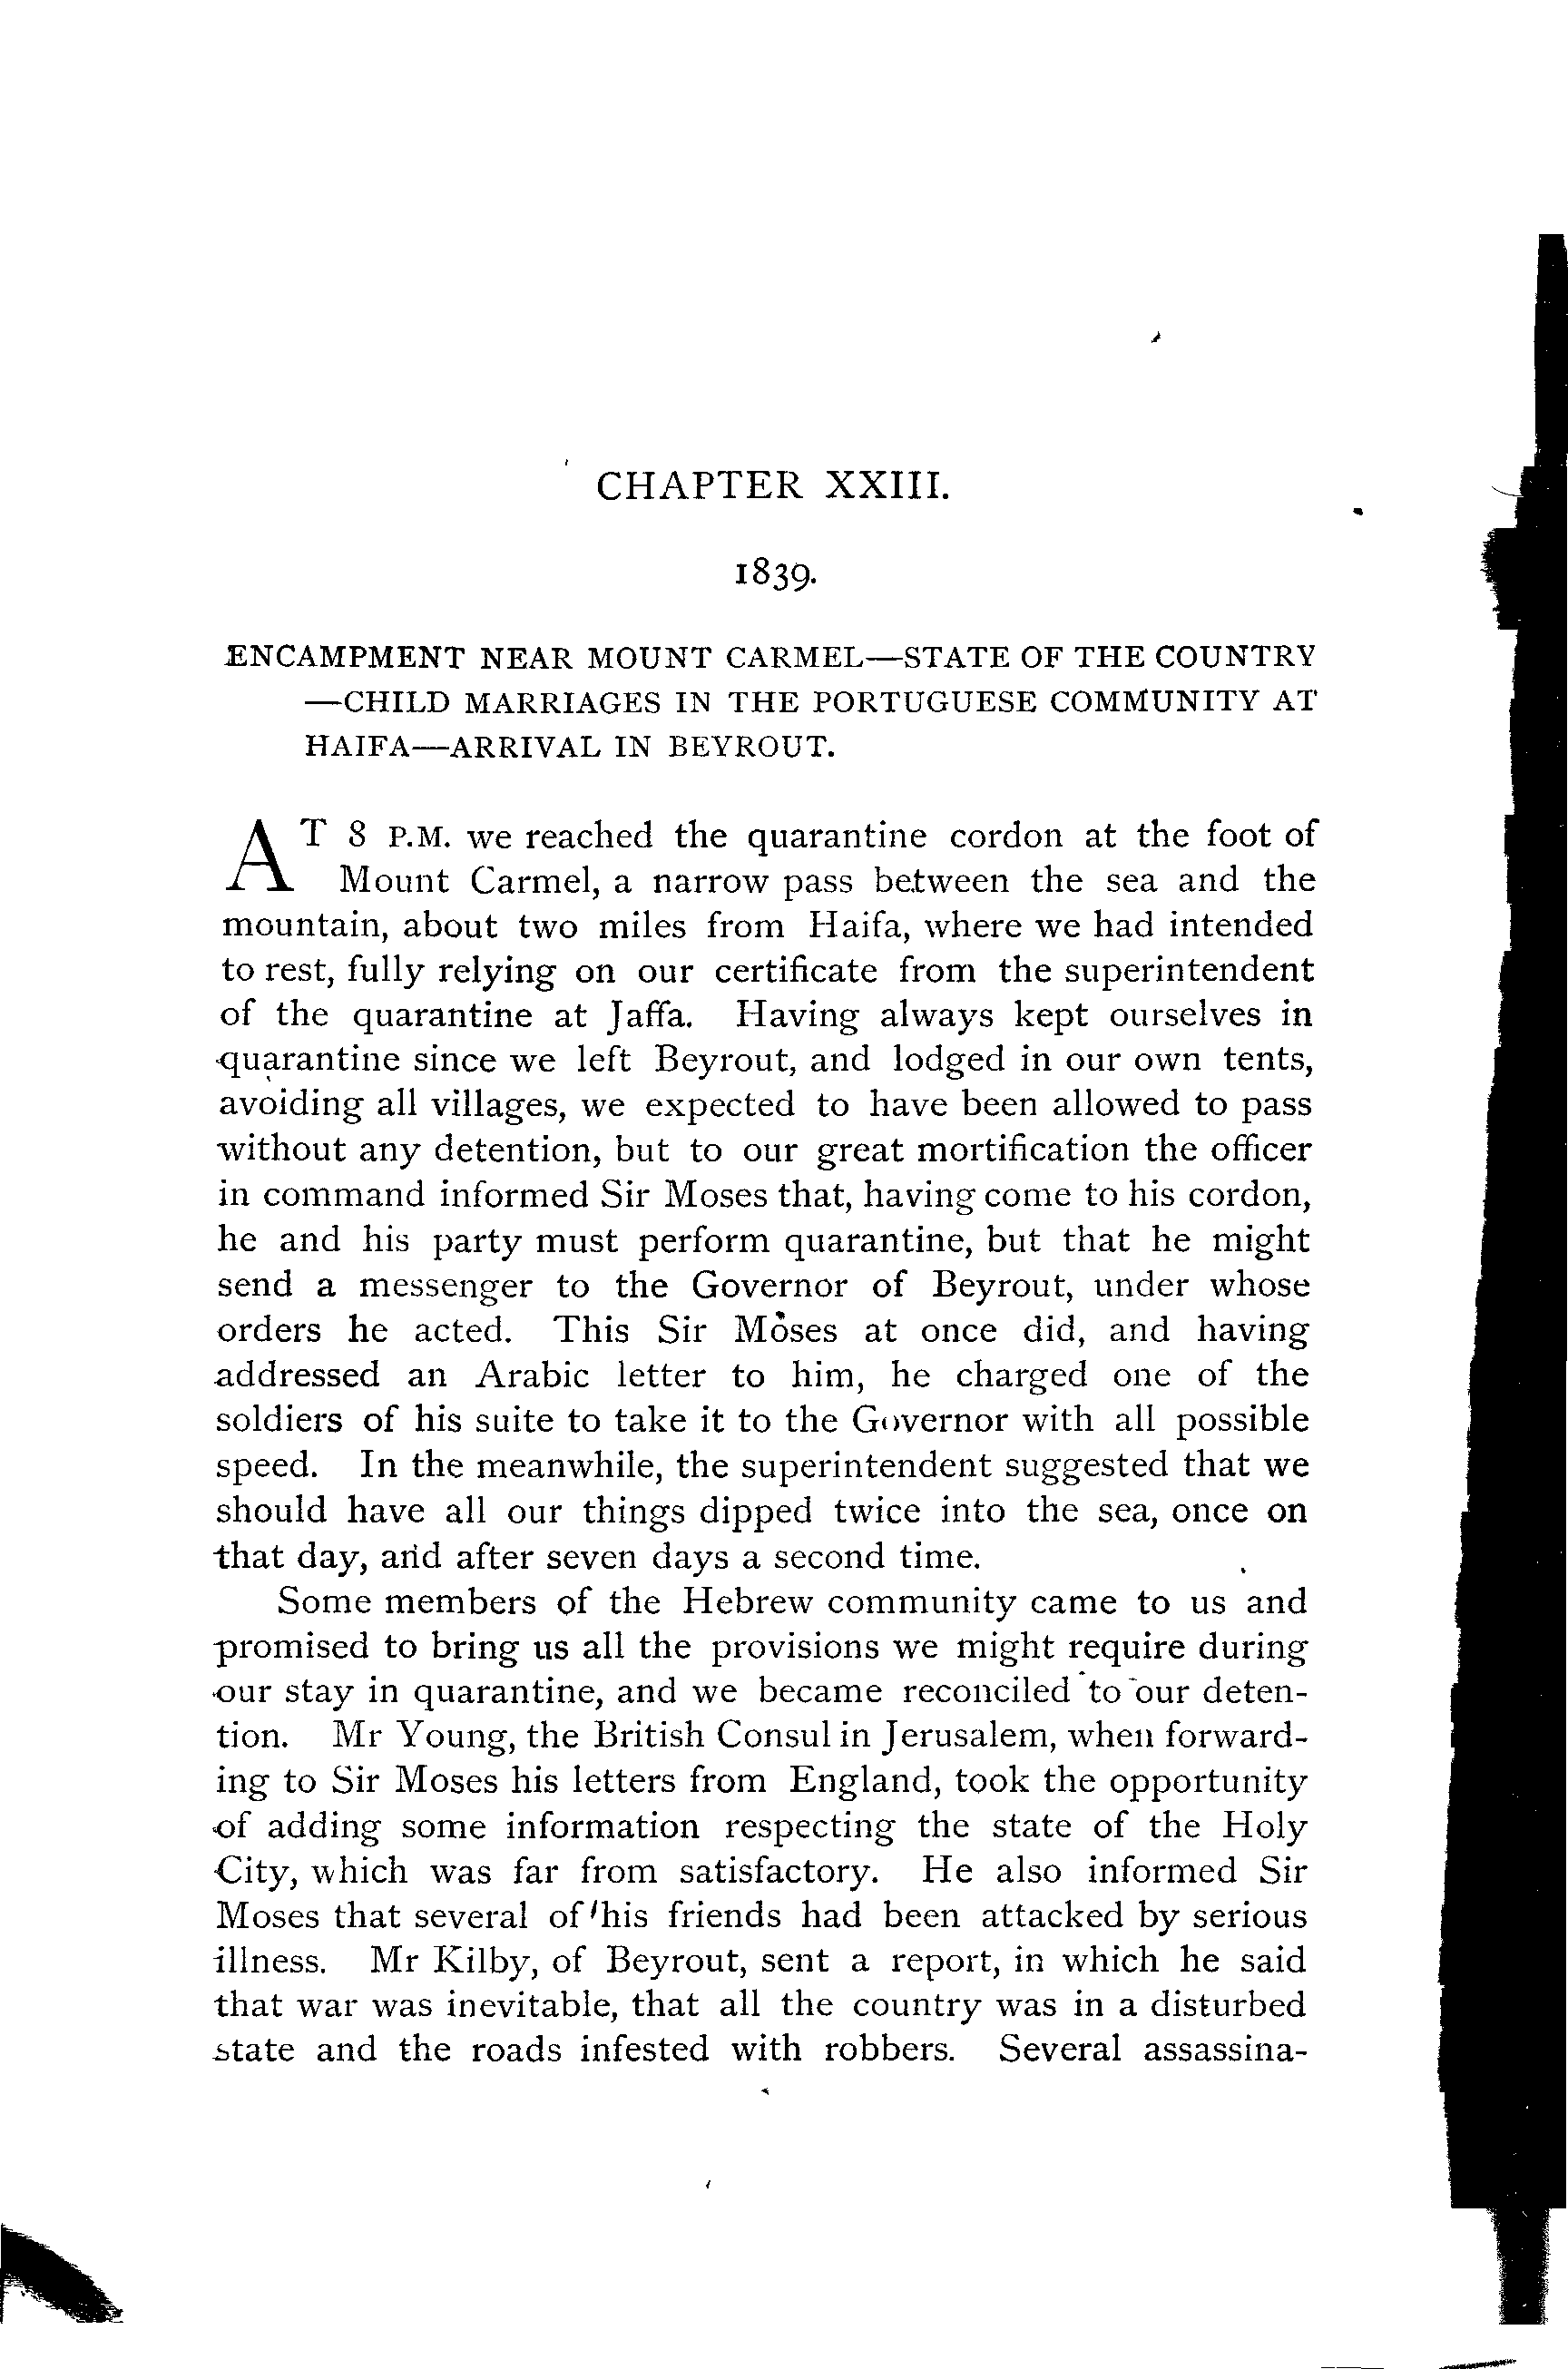 CHAPTER XXIII.
1839.
ENCAMPMENT NEAR MOUNT CARMEL—STATE OF THE COUNTRY
—CHILD MARRIAGES IN THE PORTUGUESE COMMUNITY AT
HAIFA—ARRIVAL IN BEYROUT.
AT 8 P.M. we reached the quarantine cordon at the foot of
Mount Carmel, a narrow pass between the sea and the
mountain, about two miles from Haifa, where we had intended
to rest, fully relying on our certificate from the superintendent
of the quarantine at Jaffa. Having always kept ourselves in
quarantine since we left Beyrout, and lodged in our own tents,
avoiding all villages, we expected to have been allowed to pass
without any detention, but to our great mortification the officer
in command informed Sir Moses that, having come to his cordon,
he and his party must perform quarantine, but that he might
send a messenger to the Governor of Beyrout, under whose
orders he acted. This Sir Moses at once did, and having
addressed an Arabic letter to him, he charged one of the
soldiers of his suite to take it to the Governor with all possible
speed. In the meanwhile, the superintendent suggested that we
should have all our things dipped twice into the sea, once on
that day, and after seven days a second time.
Some members of the Hebrew community came to us and
promised to bring us all the provisions we might require during
our stay in quarantine, and we became reconciled to our deten-
tion. Mr Young, the British Consul in Jerusalem, when forward-
ing to Sir Moses his letters from England, took the opportunity
of adding some information respecting the state of the Holy
City, which was far from satisfactory. He also informed Sir
Moses that several of his friends had been attacked by serious
illness. Mr Kilby, of Beyrout, sent a report, in which he said
that war was inevitable, that all the country was in a disturbed
state and the roads infested with robbers. Several assassina-